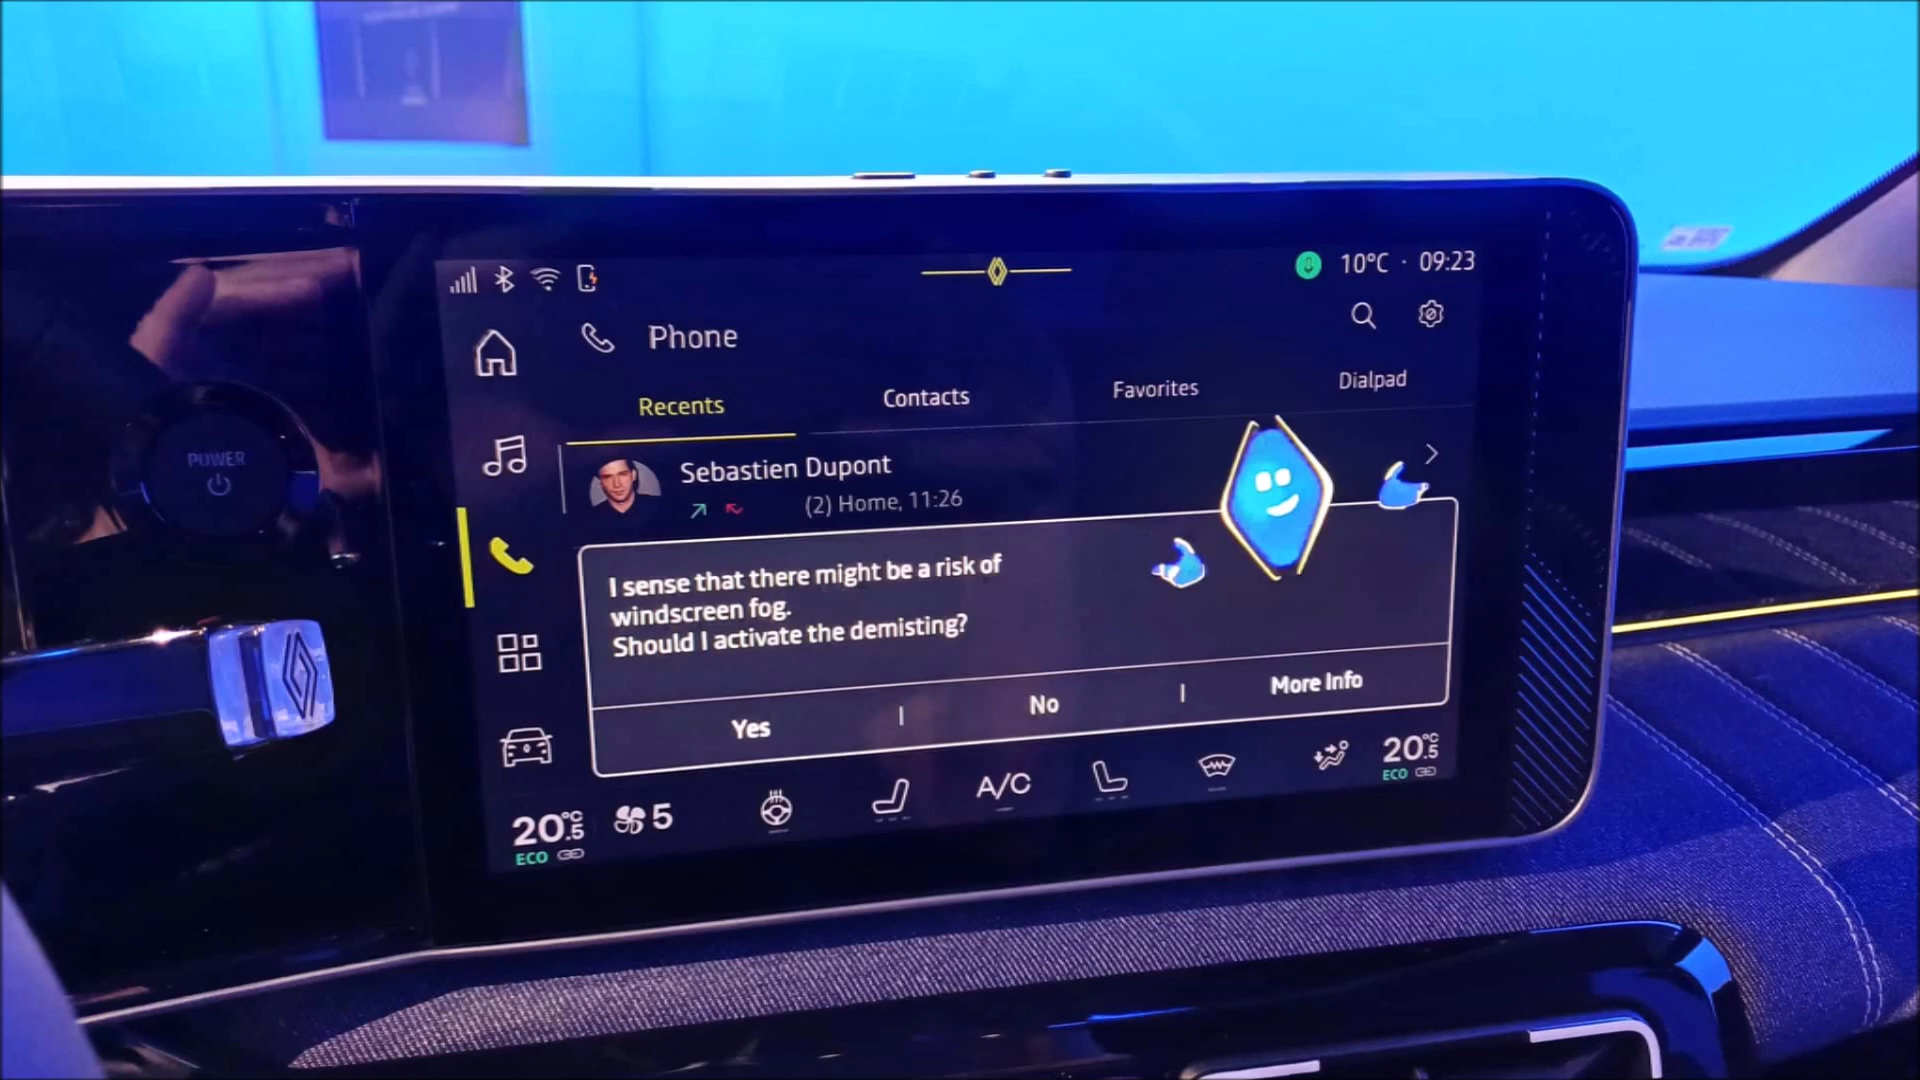 10°C · 09:23
Phone
Recents
Contacts
Favorites
Dialpad
POWER
Sebastien Dupont
(2) Home, 11:26
I sense that there might be a risk of
windscreen fog.
Should I activate the demisting?
Yes
No
More Info
20.5°C
ECO
5
A/C
20.5°C
ECO